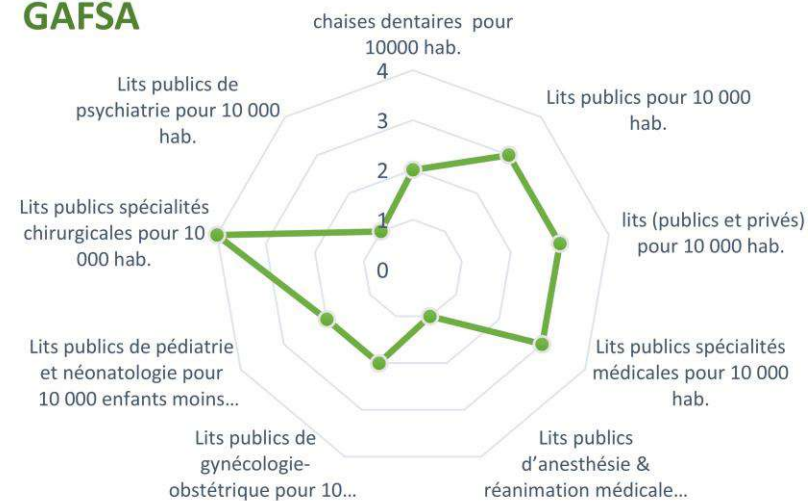 GAFSA
chaises dentaires pour
10000 hab.
4
3
2
1
0
Lits publics pour 10 000
hab.
lits (publics et privés)
pour 10 000 hab.
Lits publics spécialités
médicales pour 10 000
hab.
Lits publics
d’anesthésie &
réanimation médicale...
Lits publics de
gynécologie-
obstétrique pour 10...
Lits publics de pédiatrie
et néonatologie pour
10 000 enfants moins...
Lits publics spécialités
chirurgicales pour 10
000 hab.
Lits publics de
psychiatrie pour 10 000
hab.